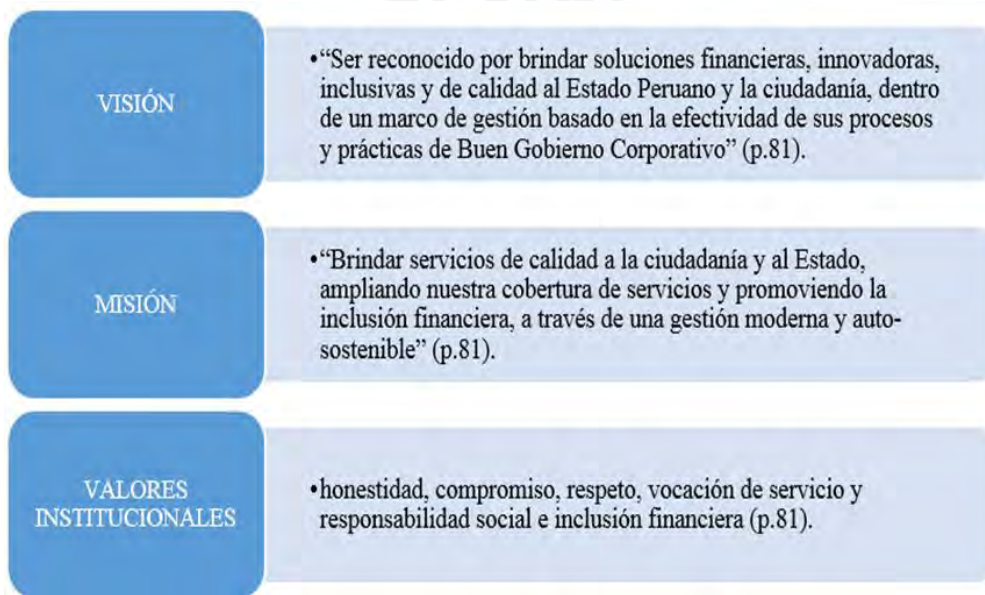 VISIÓN
•“Ser reconocido por brindar soluciones financieras, innovadoras,
inclusivas y de calidad al Estado Peruano y la ciudadanía, dentro
de un marco de gestión basado en la efectividad de sus procesos
y prácticas de Buen Gobierno Corporativo” (p.81).
MISIÓN
•“Brindar servicios de calidad a la ciudadanía y al Estado,
ampliando nuestra cobertura de servicios y promoviendo la
inclusión financiera, a través de una gestión moderna y auto-
sostenible” (p.81).
VALORES
INSTITUCIONALES
•honestidad, compromiso, respeto, vocación de servicio y
responsabilidad social e inclusión financiera (p.81).